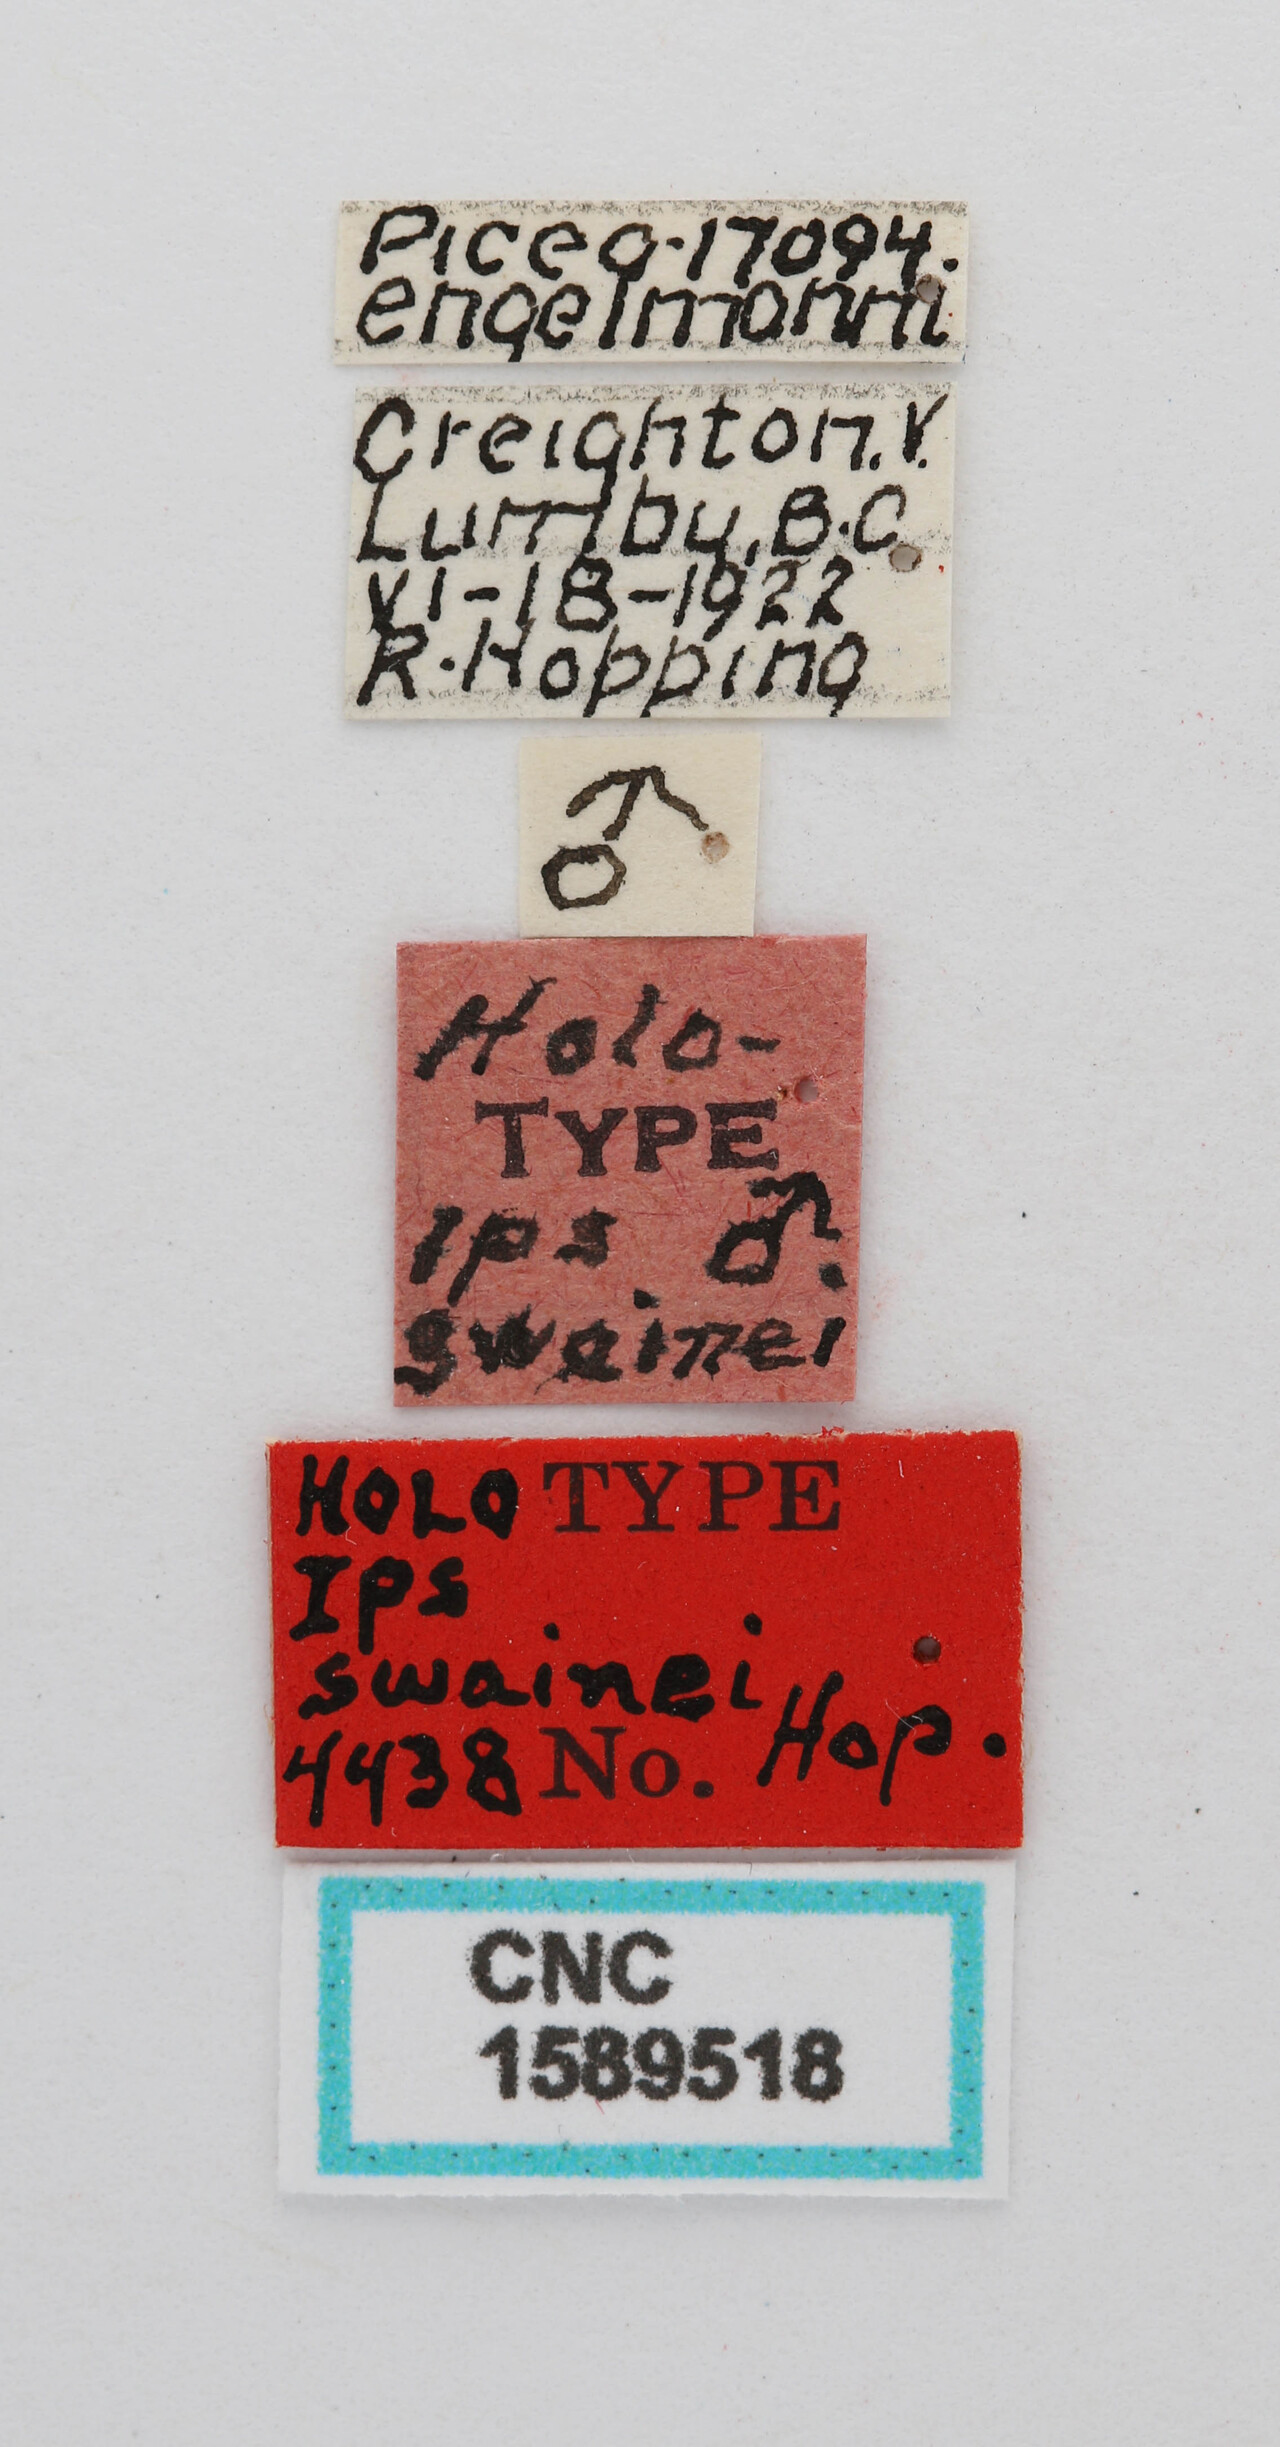 Picea·17094.
engelmanni
Creighton.V.
Lumby, B.C
VI-18-1922
R.Hopping
♂
Holo-
TYPE
Ips ♂.
swainei
HOLO TYPE
Ips
swainei Hop.
4438 No.
CNC
1589518